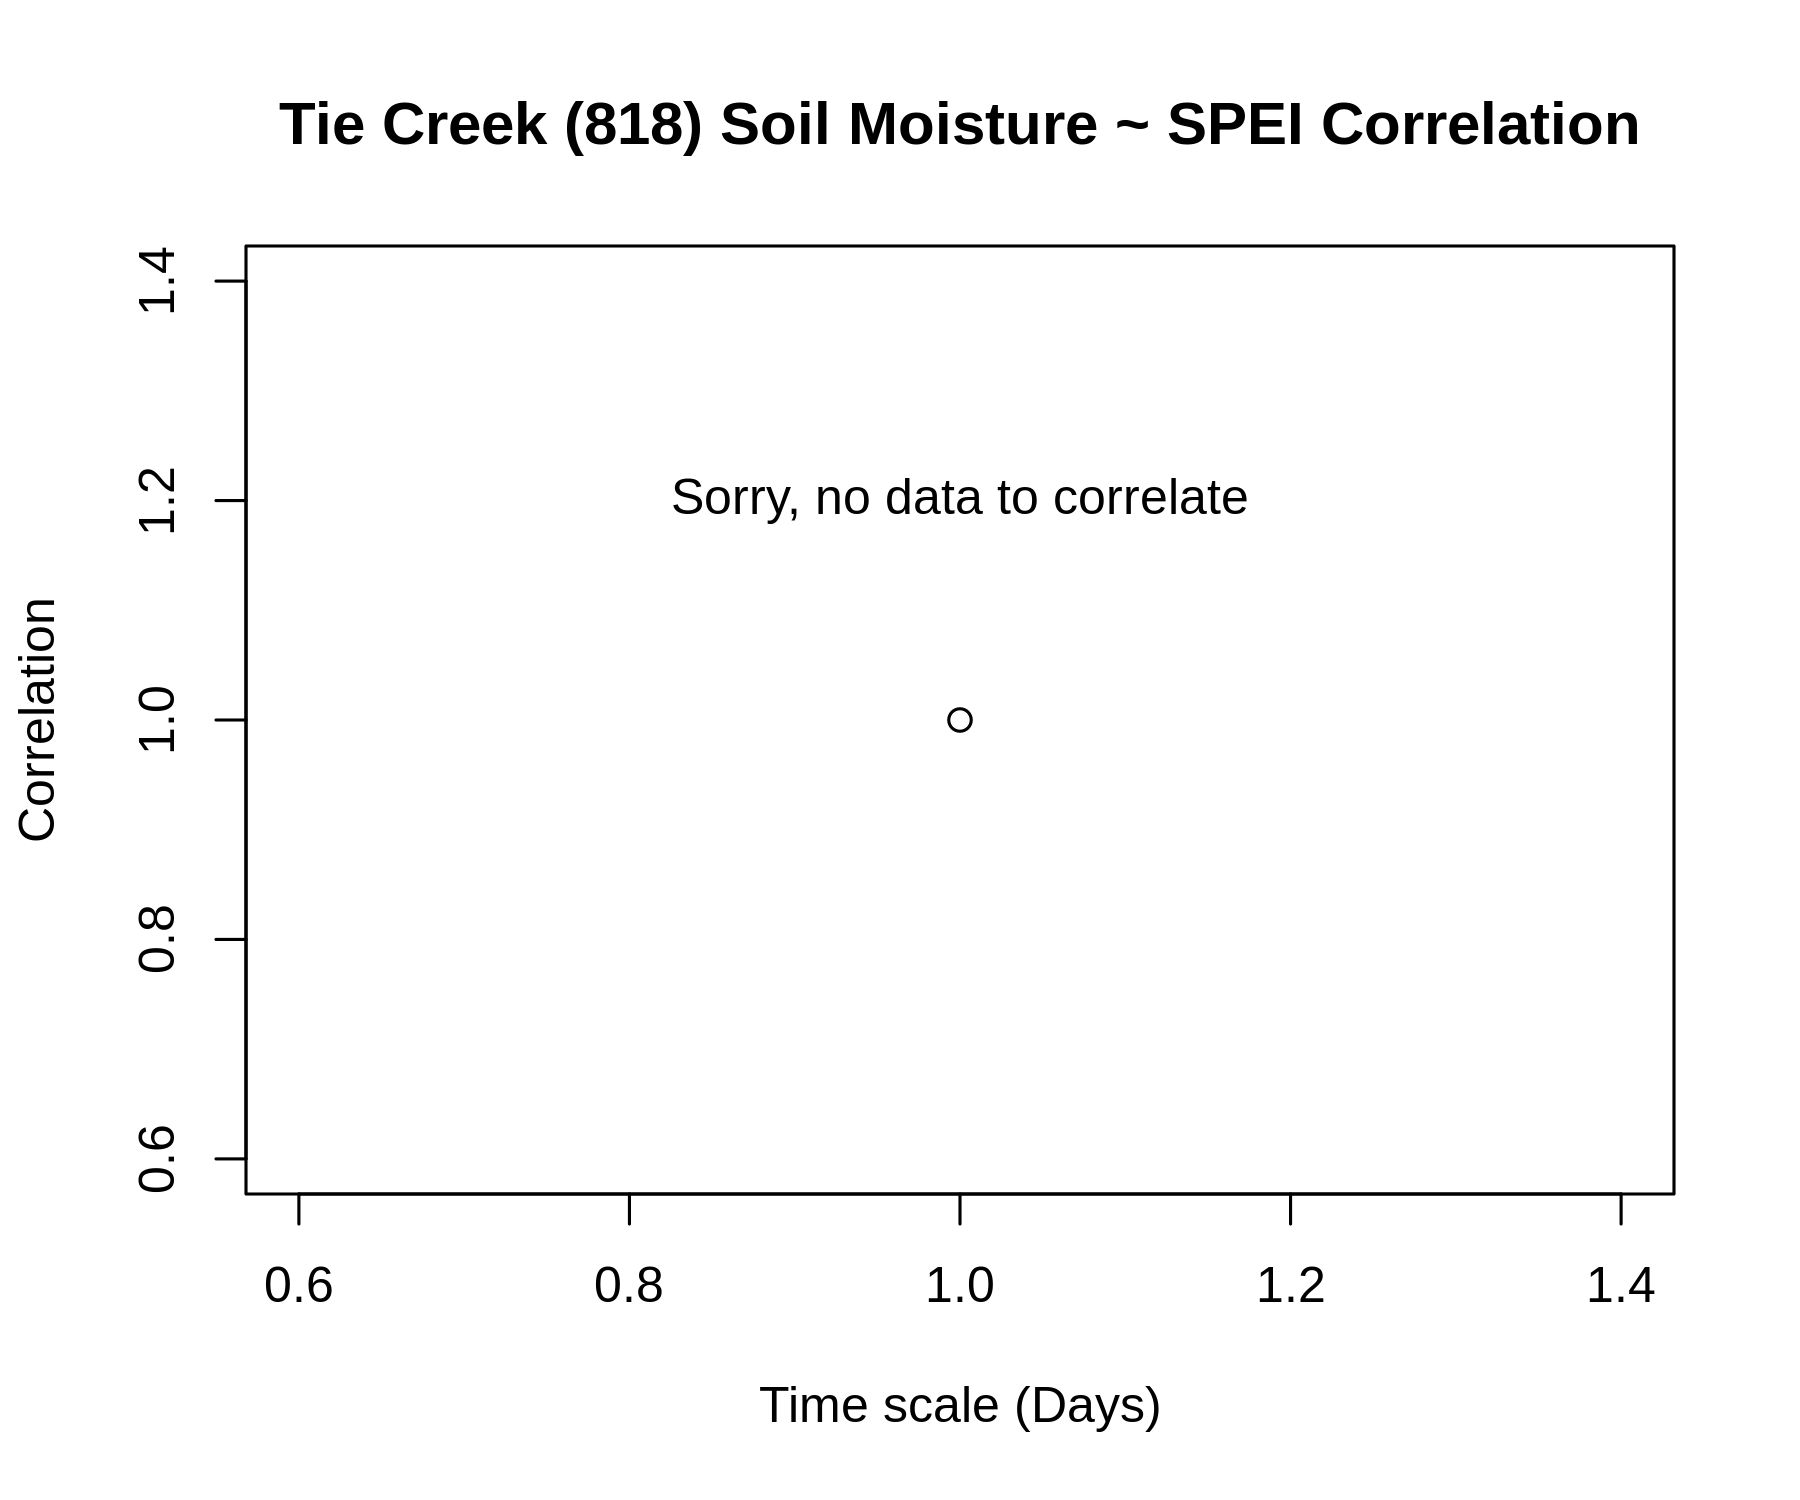 Tie Creek (818) Soil Moisture ~ SPEI Correlation
1.4
1.2
1.0
0.8
0.6
Correlation
Sorry, no data to correlate
0.6 0.8 1.0 1.2 1.4
Time scale (Days)